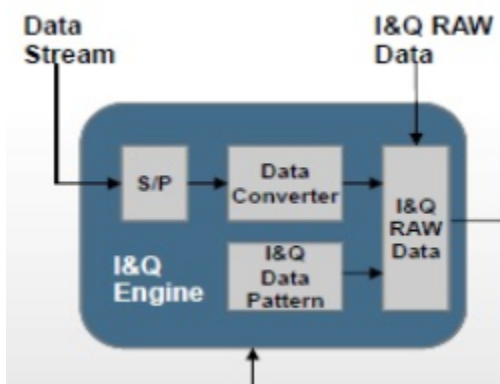 Data
Stream
I&Q RAW
Data
S/P
Data
Converter
I&Q
RAW
Data
I&Q
Data
Pattern
I&Q
Engine